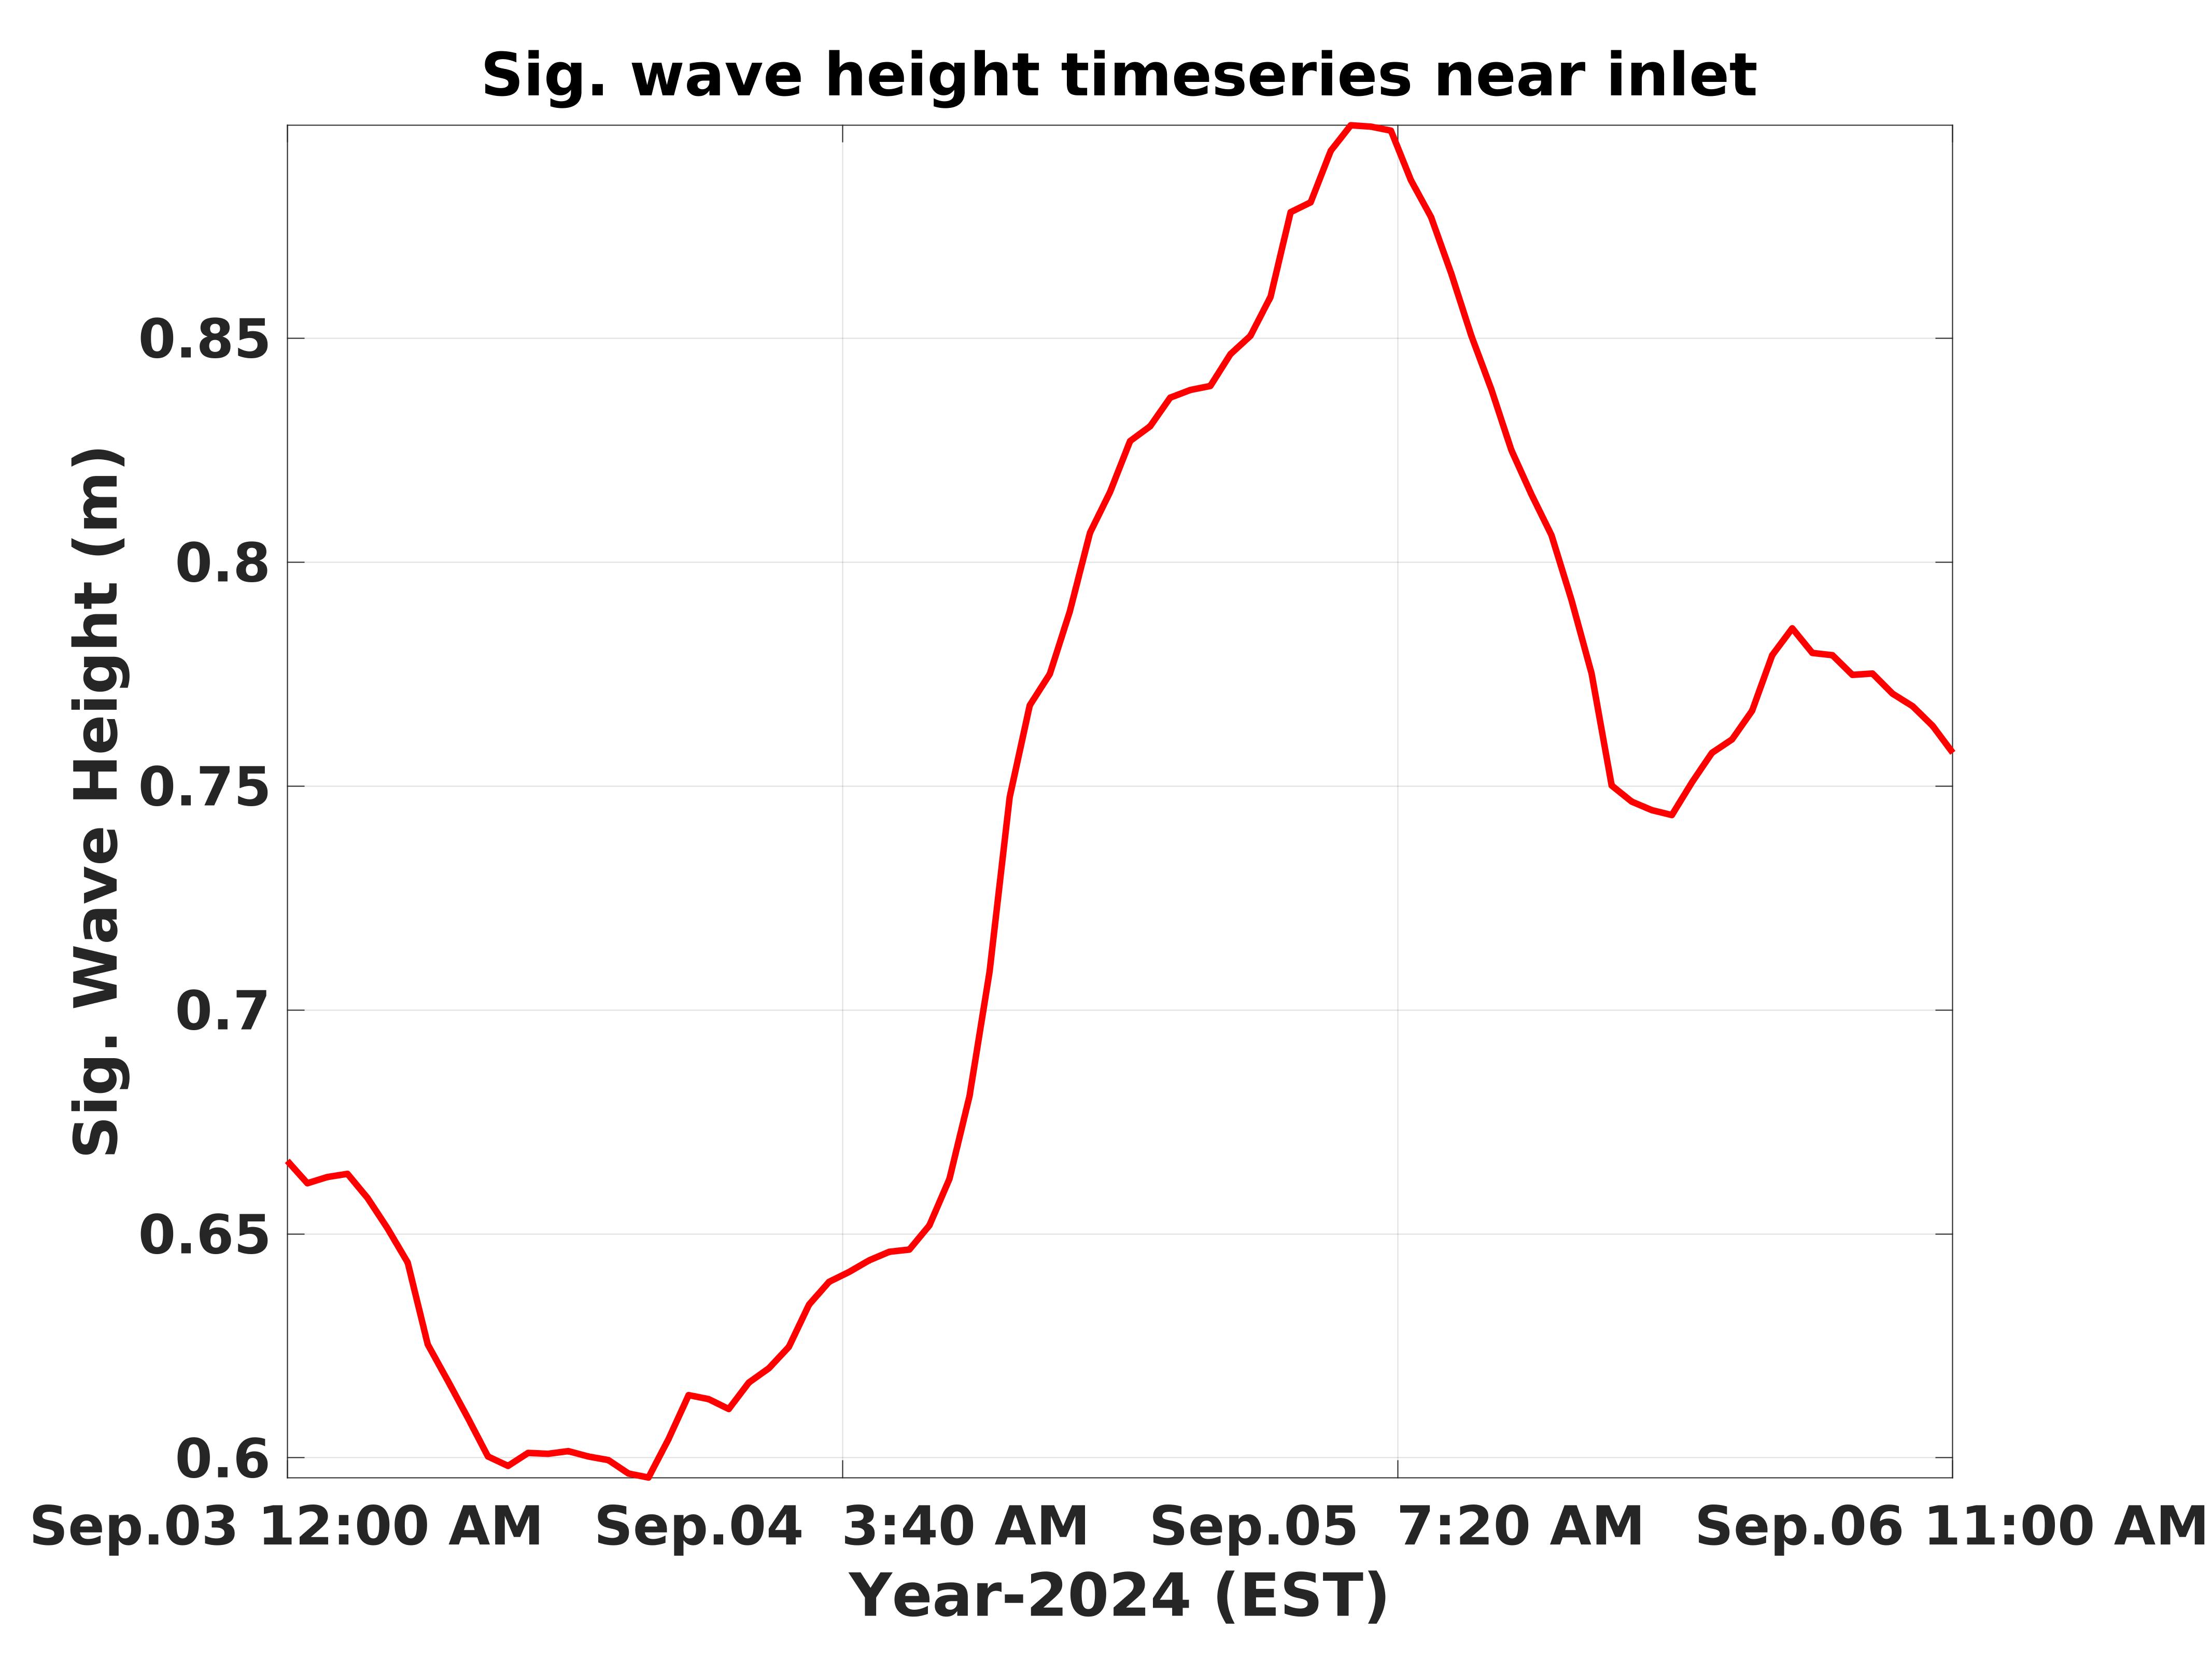 Sig. wave height timeseries near inlet
Sig. Wave Height (m)
0.85
0.8
0.75
0.7
0.65
0.6
Sep.03 12:00 AM Sep.04 3:40 AM Sep.05 7:20 AM Sep.06 11:00 AM
Year-2024 (EST)